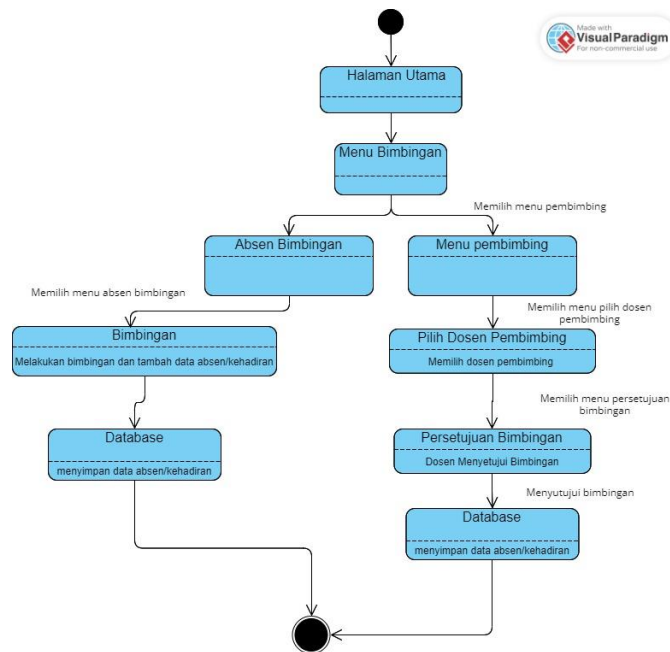 Made with
VisualParadigm
For non-commercial use
Halaman Utama
Menu Bimbingan
Memilih menu pembimbing
Absen Bimbingan
Menu pembimbing
Memilih menu absen bimbingan
Memilih menu pilih dosen
pembimbing
Bimbingan
Melakukan bimbingan dan tambah data absen/kehadiran
Pilih Dosen Pembimbing
Memilih dosen pembimbing
Memilih menu persetujuan
bimbingan
Database
menyimpan data absen/kehadiran
Persetujuan Bimbingan
Dosen Menyetujui Bimbingan
Menyutujui bimbingan
Database
menyimpan data absen/kehadiran